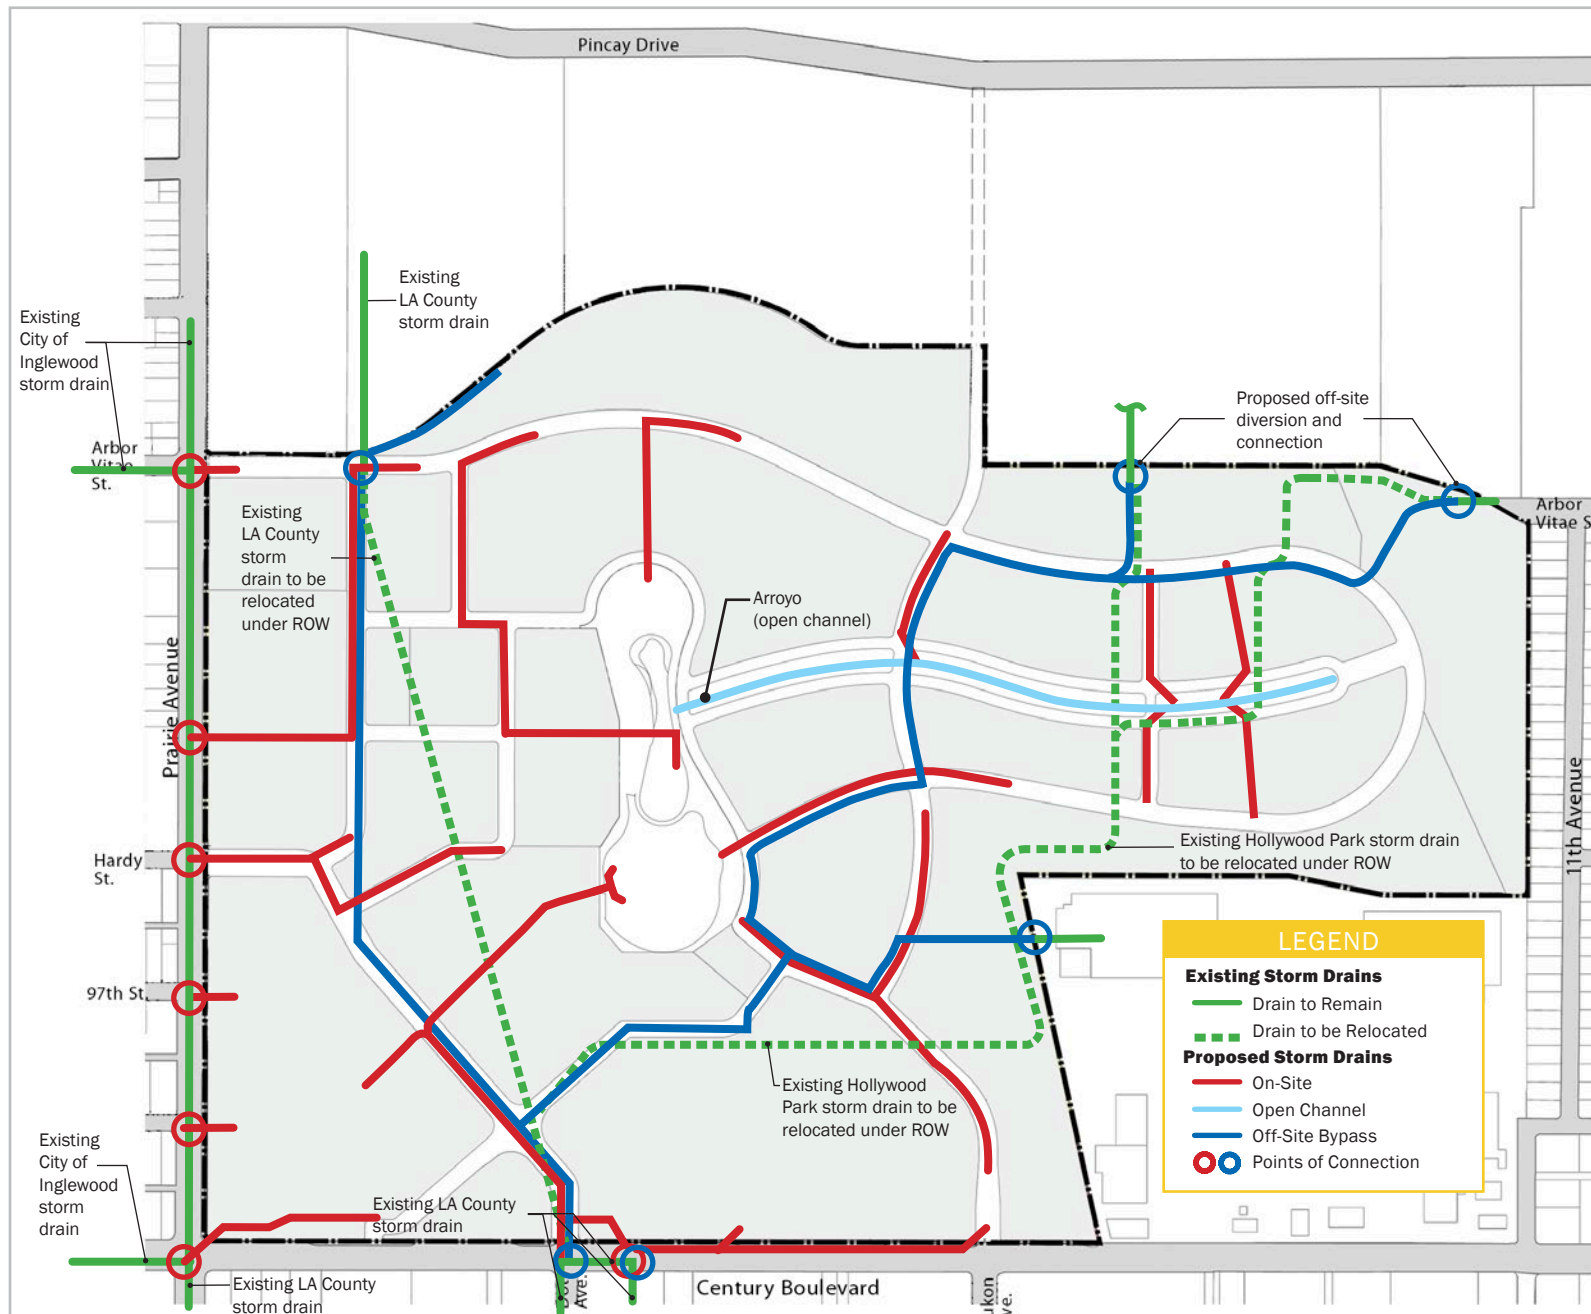 Pincay Drive
Existing
LA County
storm drain
Existing
City of
Inglewood
storm drain
Proposed off-site
diversion and
connection
Arbor
Vitae
St.
Arbor
Vitae S
Existing
LA County
storm
drain to be
relocated
under ROW
Arroyo
(open channel)
Prairie Avenue
11th Avenue
Existing Hollywood Park storm drain
to be relocated under ROW
Hardy
St.
97th St.
LEGEND
Existing Storm Drains
Drain to Remain
Drain to be Relocated
Proposed Storm Drains
On-Site
Open Channel
Off-Site Bypass
Points of Connection
Existing Hollywood
Park storm drain to be
relocated under ROW
Existing
City of
Inglewood
storm
drain
Existing LA County
storm drain
Existing LA County
storm drain
Century Boulevard
Ave.
ukon
ve.